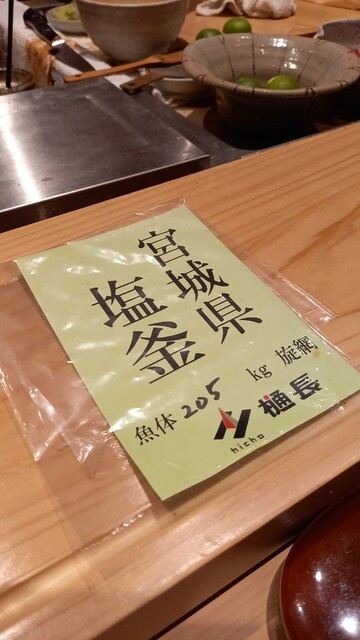 宮城県
塩釜
魚体 205 kg 旋網
樋長
hicho